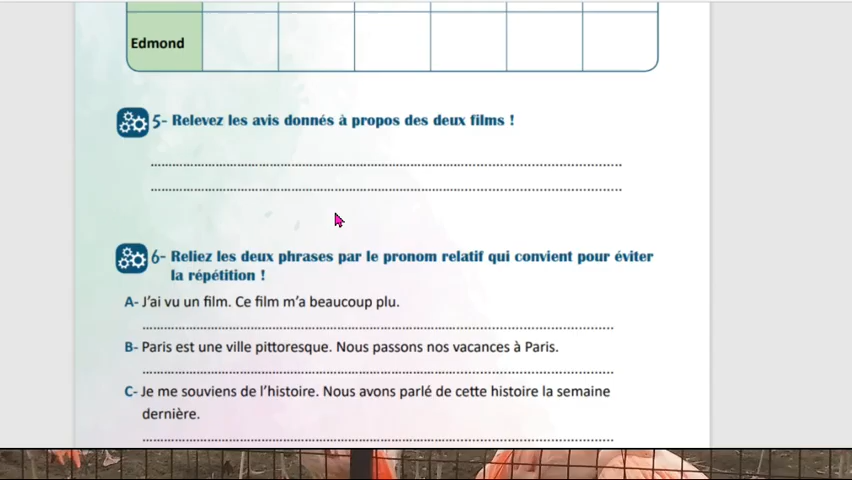 Edmond
5- Relevez les avis donnés à propos des deux films !
6- Reliez les deux phrases par le pronom relatif qui convient pour éviter
la répétition !
A- J'ai vu un film. Ce film m'a beaucoup plu.
B- Paris est une ville pittoresque. Nous passons nos vacances à Paris.
C- Je me souviens de l'histoire. Nous avons parlé de cette histoire la semaine
dernière.